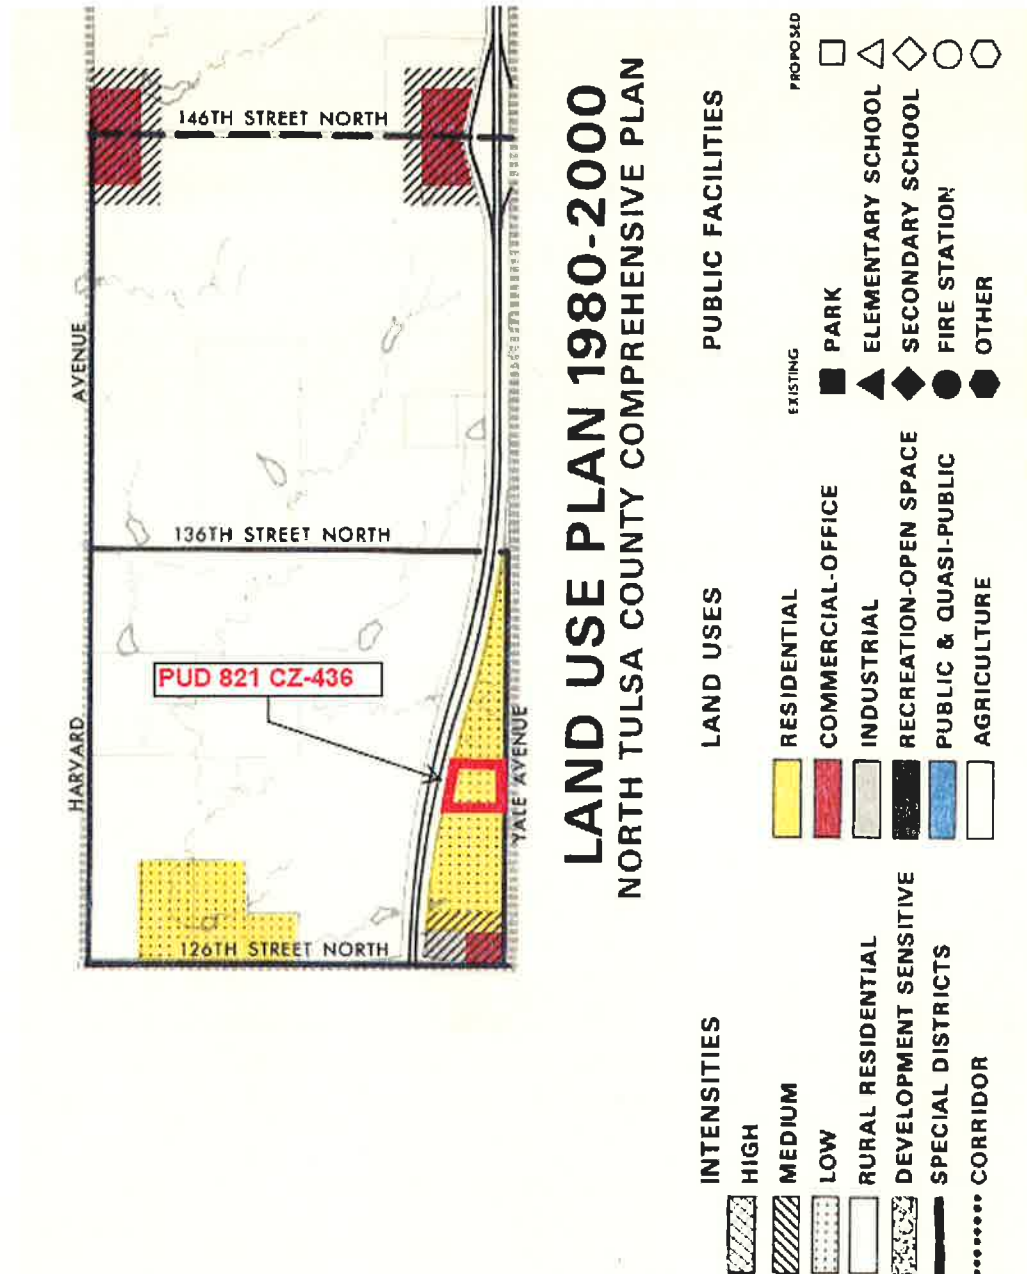 146TH STREET NORTH
AVENUE
136TH STREET NORTH
PUD 821 CZ-436
HARVARD
YALE AVENUE
126TH STREET NORTH
LAND USE PLAN 1980-2000
NORTH TULSA COUNTY COMPREHENSIVE PLAN
INTENSITIES
HIGH
MEDIUM
LOW
RURAL RESIDENTIAL
DEVELOPMENT SENSITIVE
SPECIAL DISTRICTS
CORRIDOR
LAND USES
RESIDENTIAL
COMMERCIAL-OFFICE
INDUSTRIAL
RECREATION-OPEN SPACE
PUBLIC & QUASI-PUBLIC
AGRICULTURE
PUBLIC FACILITIES
EXISTING
PROPOSED
PARK
ELEMENTARY SCHOOL
SECONDARY SCHOOL
FIRE STATION
OTHER